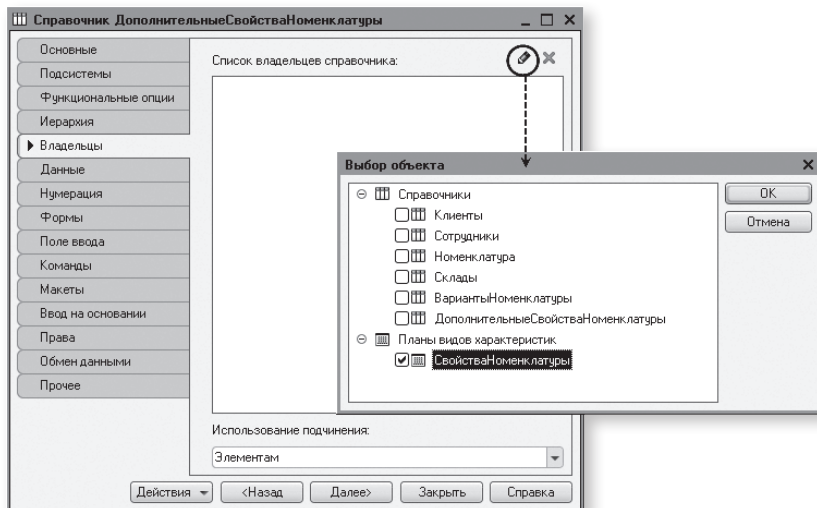 Справочник ДополнительныеСвойстваНоменклатуры
Основные
Подсистемы
Функциональные опции
Иерархия
Владельцы
Данные
Нумерация
Формы
Поле ввода
Команды
Макеты
Ввод на основании
Права
Обмен данными
Прочее
Список владельцев справочника:
Выбор объекта
Справочники
Клиенты
Сотрудники
Номенклатура
Склады
ВариантыНоменклатуры
ДополнительныеСвойстваНоменклатуры
Планы видов характеристик
СвойстваНоменклатуры
OK
Отмена
Использование подчинения:
Элементам
Действия
<Назад
Далее>
Закрыть
Справка